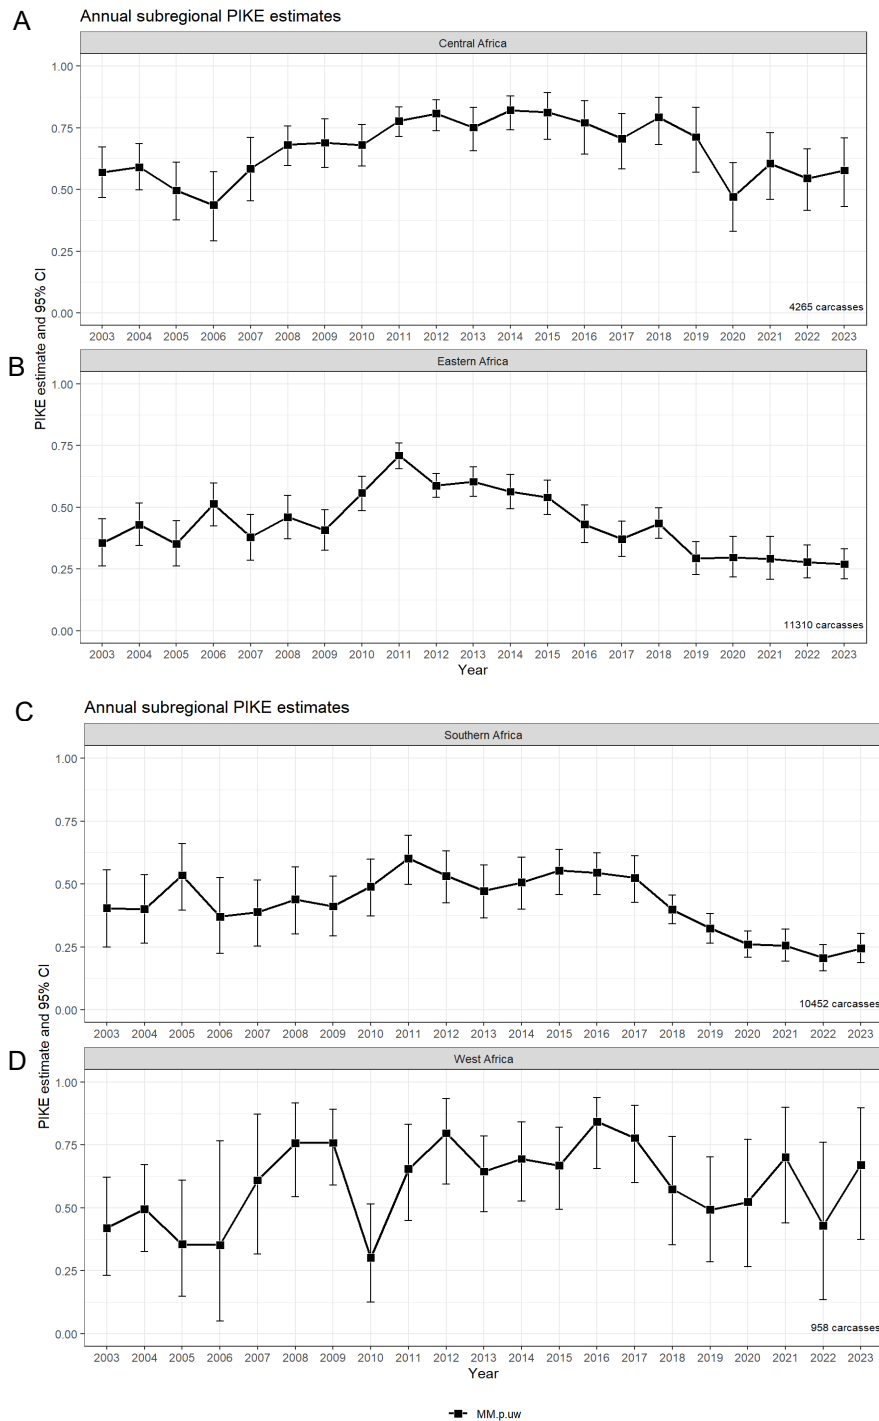 A
Annual subregional PIKE estimates
Central Africa
1.00
0.75
0.50
0.25
0.00
4265 carcasses
2003 2004 2005 2006 2007 2008 2009 2010 2011 2012 2013 2014 2015 2016 2017 2018 2019 2020 2021 2022 2023
PIKE estimate and 95% CI
B
Eastern Africa
1.00
0.75
0.50
0.25
0.00
11310 carcasses
2003 2004 2005 2006 2007 2008 2009 2010 2011 2012 2013 2014 2015 2016 2017 2018 2019 2020 2021 2022 2023
Year
C
Annual subregional PIKE estimates
Southern Africa
1.00
0.75
0.50
0.25
0.00
10452 carcasses
2003 2004 2005 2006 2007 2008 2009 2010 2011 2012 2013 2014 2015 2016 2017 2018 2019 2020 2021 2022 2023
PIKE estimate and 95% CI
D
West Africa
1.00
0.75
0.50
0.25
0.00
958 carcasses
2003 2004 2005 2006 2007 2008 2009 2010 2011 2012 2013 2014 2015 2016 2017 2018 2019 2020 2021 2022 2023
Year
MM.p.uw